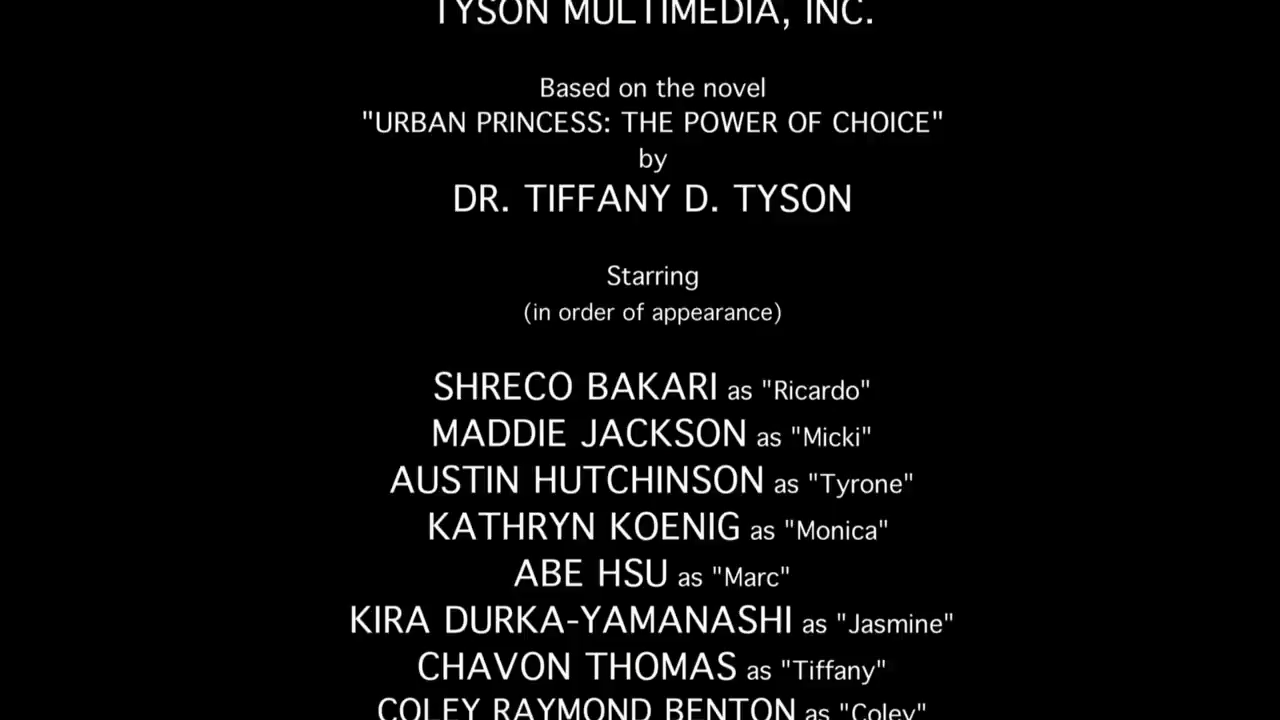 TYSON MULTIMEDIA, INC.
Based on the novel
"URBAN PRINCESS: THE POWER OF CHOICE"
by
DR. TIFFANY D. TYSON
Starring
(in order of appearance)
SHRECO BAKARI as "Ricardo"
MADDIE JACKSON as "Micki"
AUSTIN HUTCHINSON as "Tyrone"
KATHRYN KOENIG as "Monica"
ABE HSU as "Marc"
KIRA DURKA-YAMANASHI as "Jasmine"
CHAVON THOMAS as "Tiffany"
COLEY RAYMOND BENTON as "Coley"